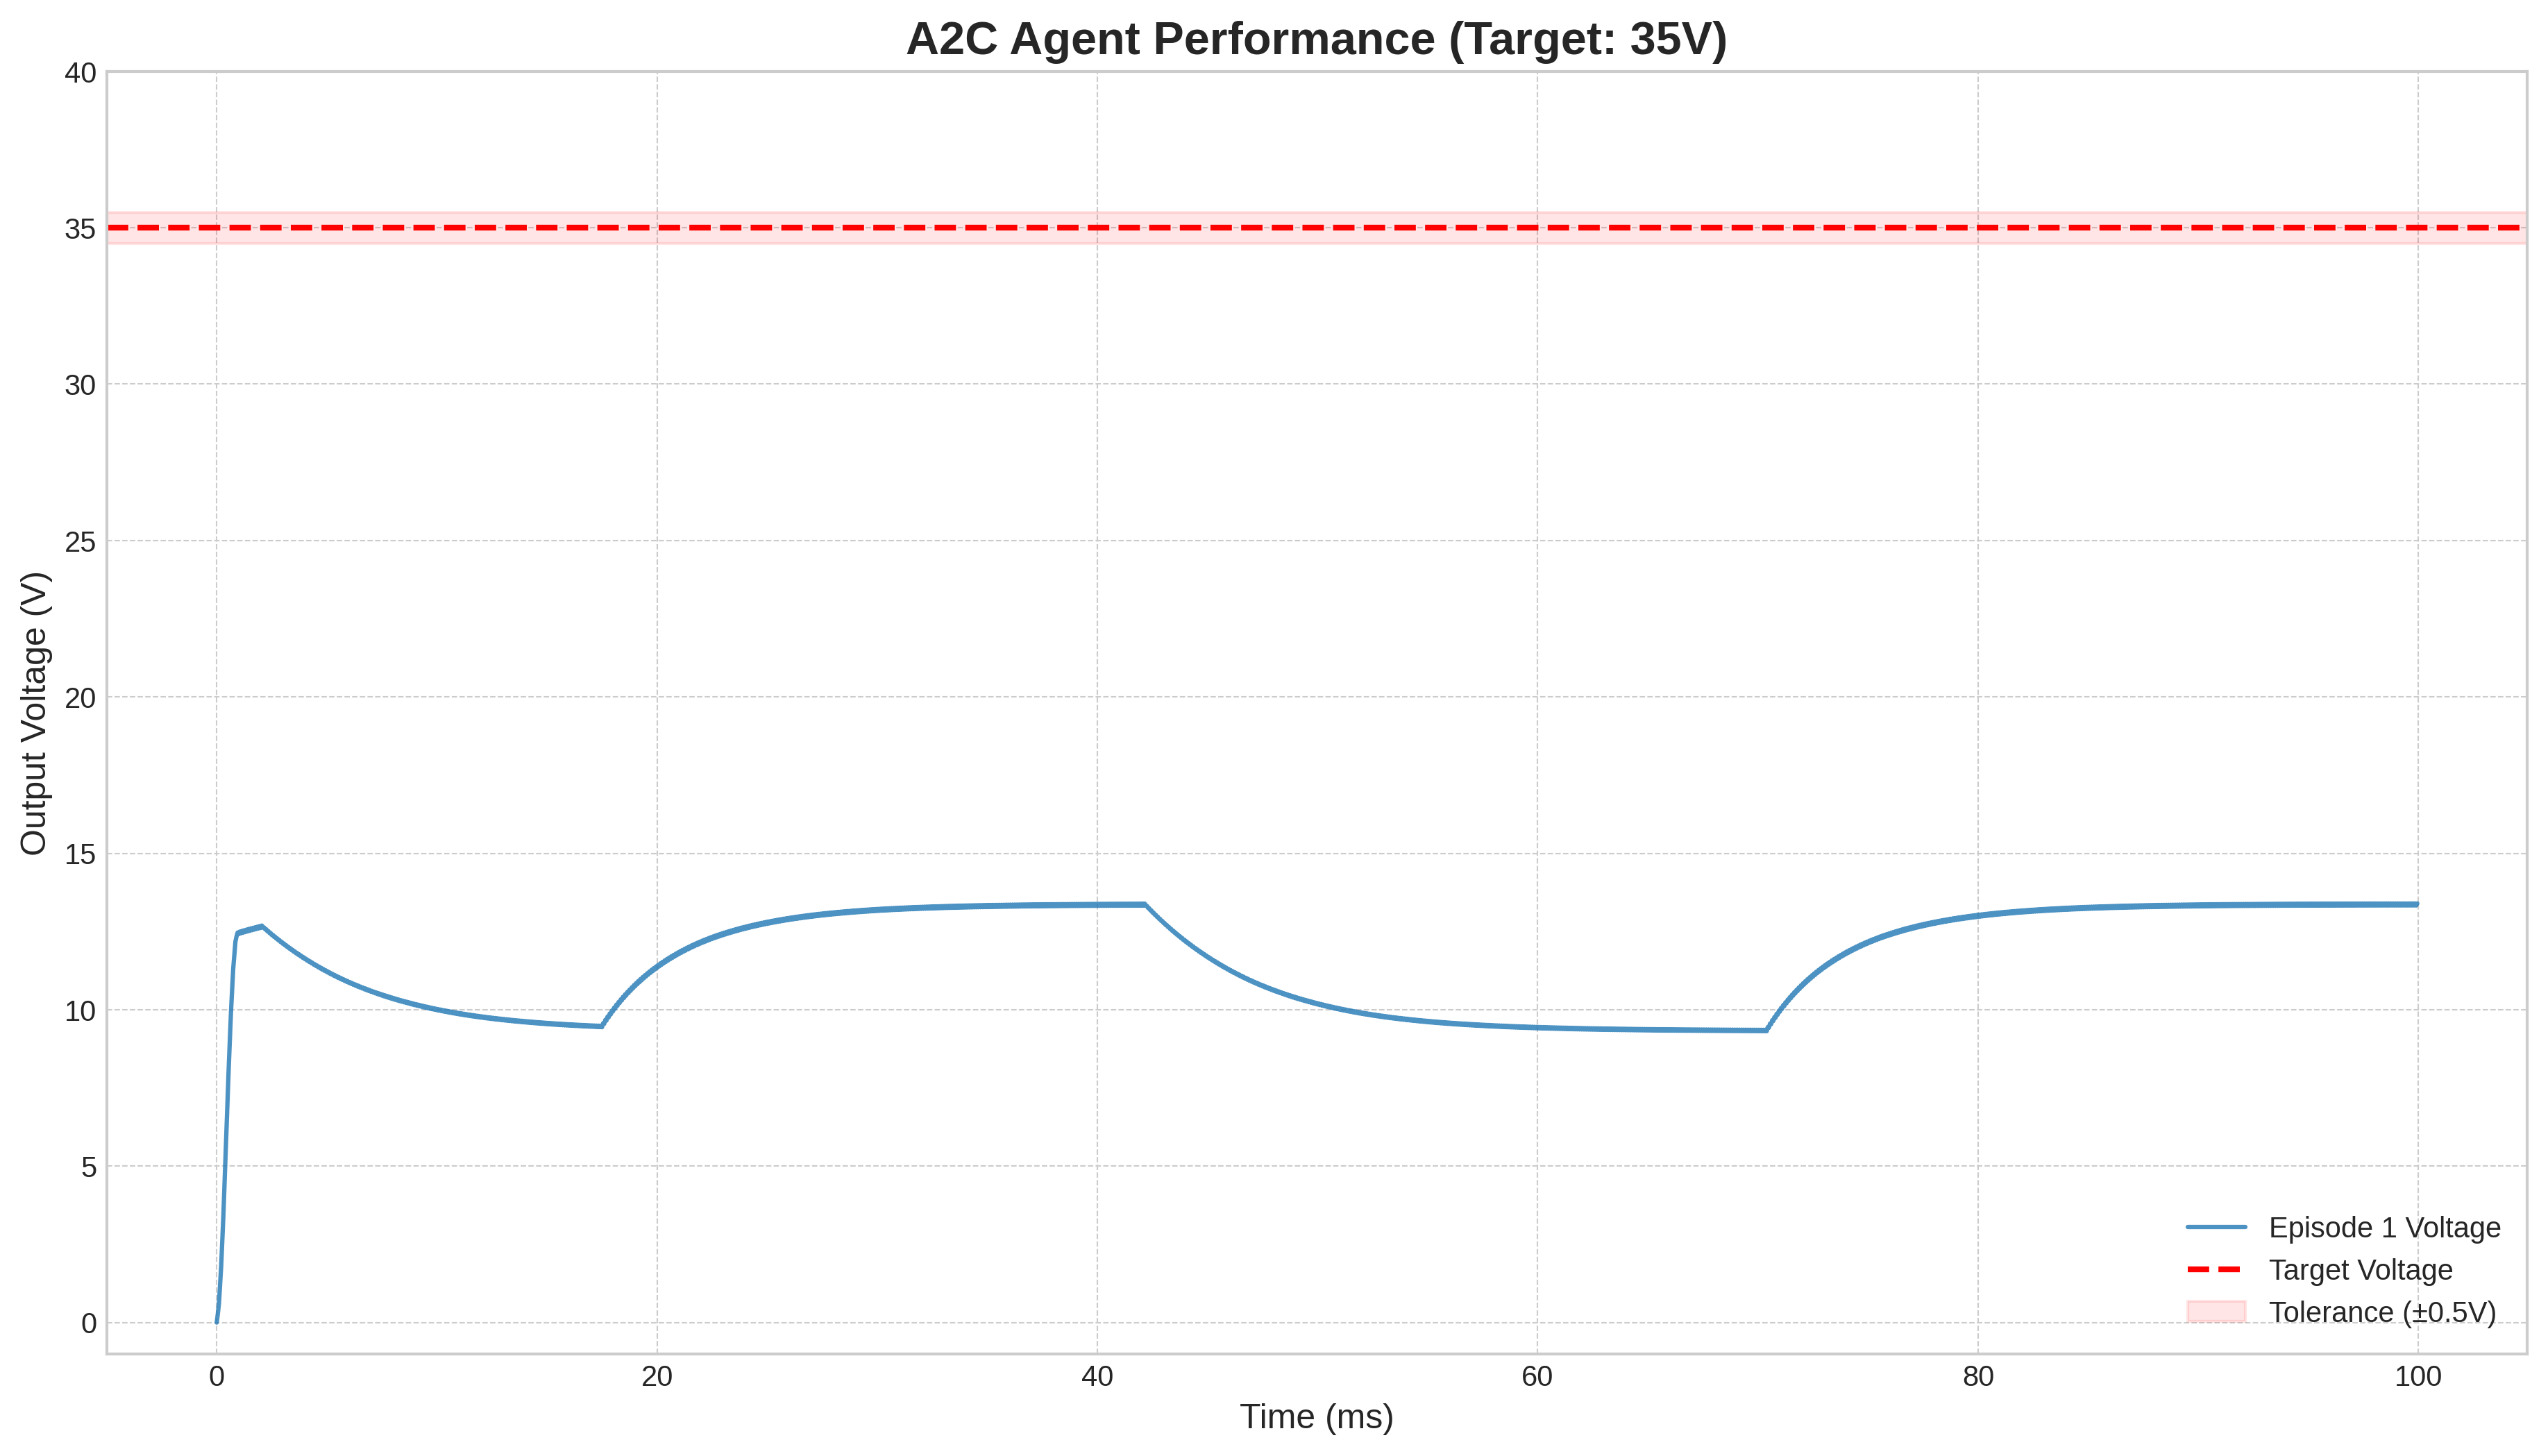 A2C Agent Performance (Target: 35V)
40
35
30
25
20
15
10
5
0
Output Voltage (V)
0 20 40 60 80 100
Time (ms)
Episode 1 Voltage
Target Voltage
Tolerance (±0.5V)